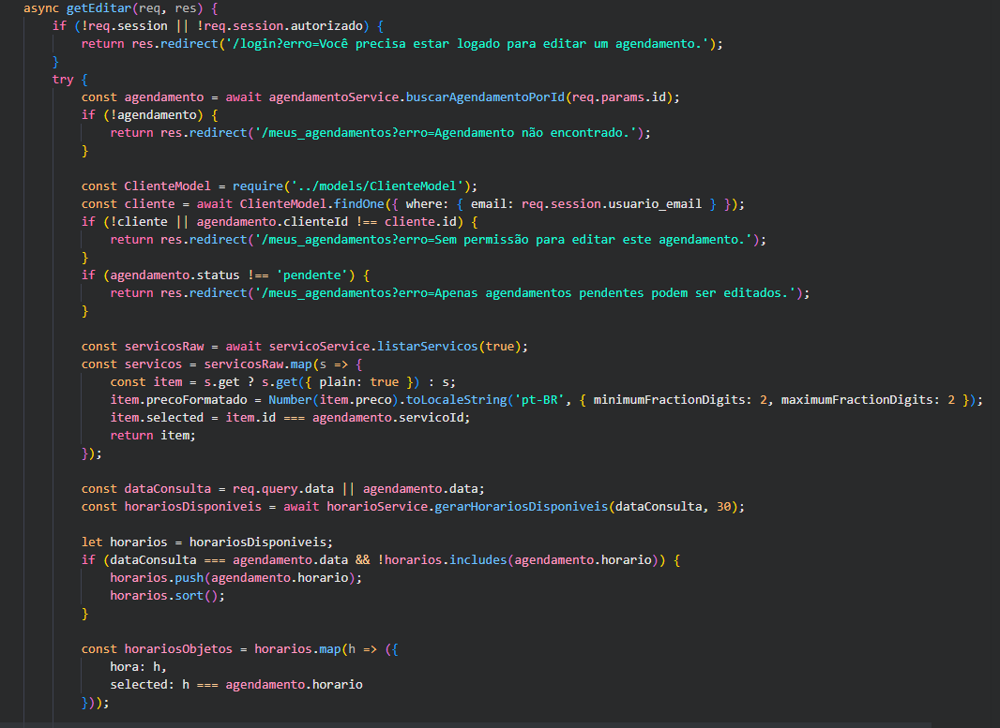 async getEditar(req, res) {
if (!req.session || !req.session.autorizado) {
return res.redirect('/login?erro=Você precisa estar logado para editar um agendamento.');
}
try {
const agendamento = await agendamentoService.buscarAgendamentoPorId(req.params.id);
if (!agendamento) {
return res.redirect('/meus_agendamentos?erro=Agendamento não encontrado.');
}
const ClienteModel = require('../models/ClienteModel');
const cliente = await ClienteModel.findOne({ where: { email: req.session.usuario_email } });
if (!cliente || agendamento.clienteId !== cliente.id) {
return res.redirect('/meus_agendamentos?erro=Sem permissão para editar este agendamento.');
}
if (agendamento.status !== 'pendente') {
return res.redirect('/meus_agendamentos?erro=Apenas agendamentos pendentes podem ser editados.');
}
const servicosRaw = await servicoService.listarServicos(true);
const servicos = servicosRaw.map(s => {
const item = s.get ? s.get({ plain: true }) : s;
item.precoFormatado = Number(item.preco).toLocaleString('pt-BR', { minimumFractionDigits: 2, maximumFractionDigits: 2 });
item.selected = item.id === agendamento.servicoId;
return item;
});
const dataConsulta = req.query.data || agendamento.data;
const horariosDisponiveis = await horarioService.gerarHorariosDisponiveis(dataConsulta, 30);
let horarios = horariosDisponiveis;
if (dataConsulta === agendamento.data && !horarios.includes(agendamento.horario)) {
horarios.push(agendamento.horario);
horarios.sort();
}
const horariosObjetos = horarios.map(h => ({
hora: h,
selected: h === agendamento.horario
}));